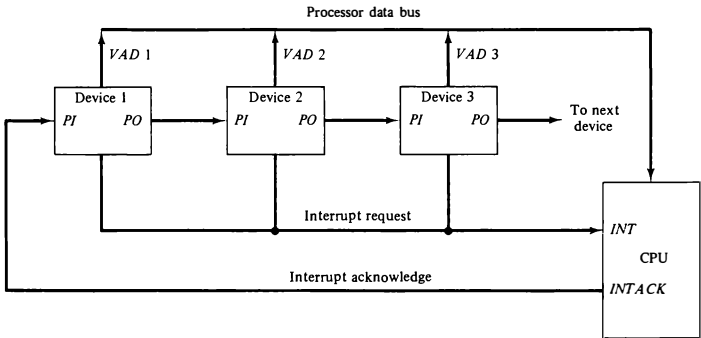 Processor data bus
VAD 1
VAD 2
VAD 3
Device 1
PI
PO
Device 2
PI
PO
Device 3
PI
PO
To next
device
Interrupt request
INT
CPU
Interrupt acknowledge
INTACK